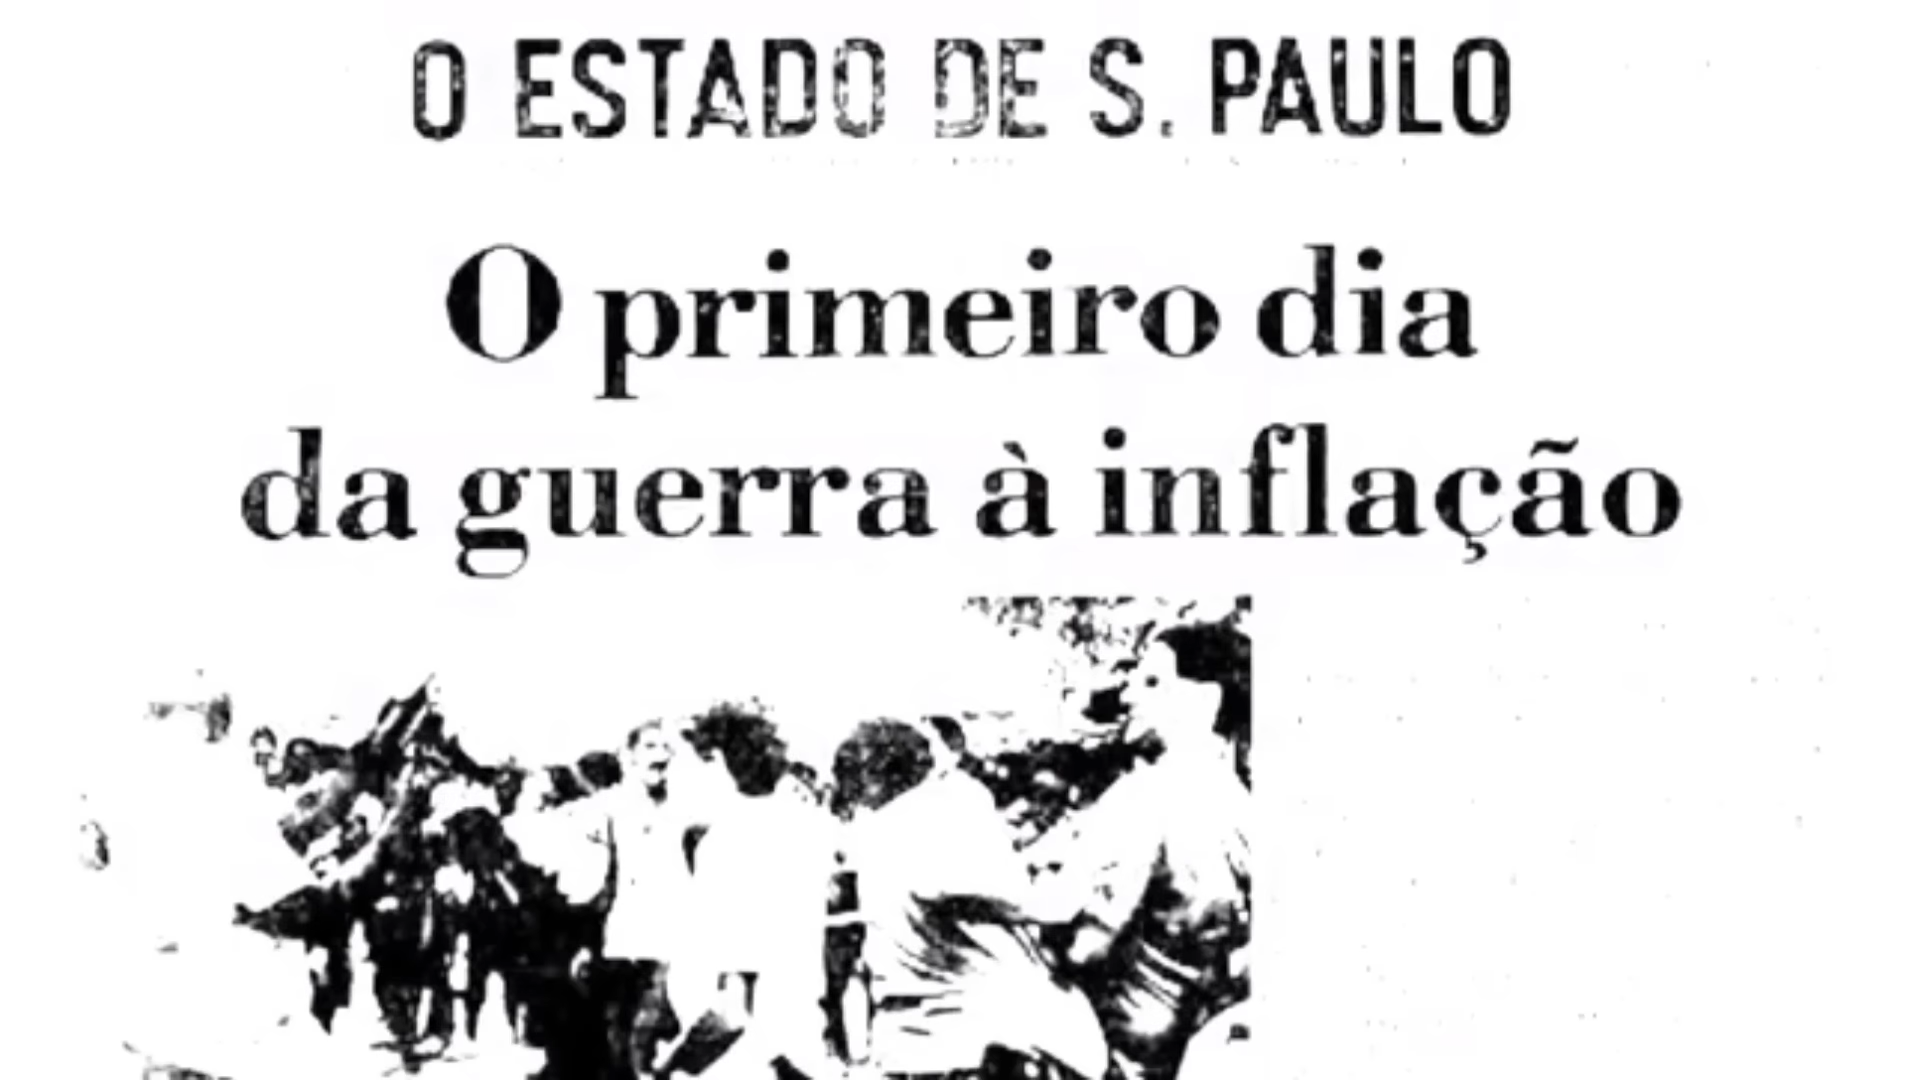 O ESTADO DE S. PAULO
O primeiro dia
da guerra à inflação